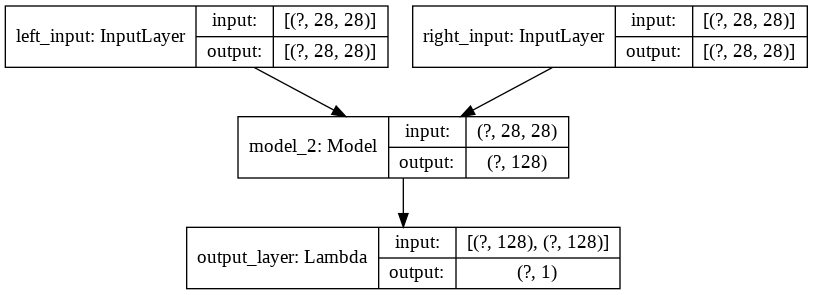 left_input: InputLayer
input:
[(?, 28, 28)]
output:
[(?, 28, 28)]
right_input: InputLayer
input:
[(?, 28, 28)]
output:
[(?, 28, 28)]
model_2: Model
input:
(?, 28, 28)
output:
(?, 128)
output_layer: Lambda
input:
[(?, 128), (?, 128)]
output:
(?, 1)